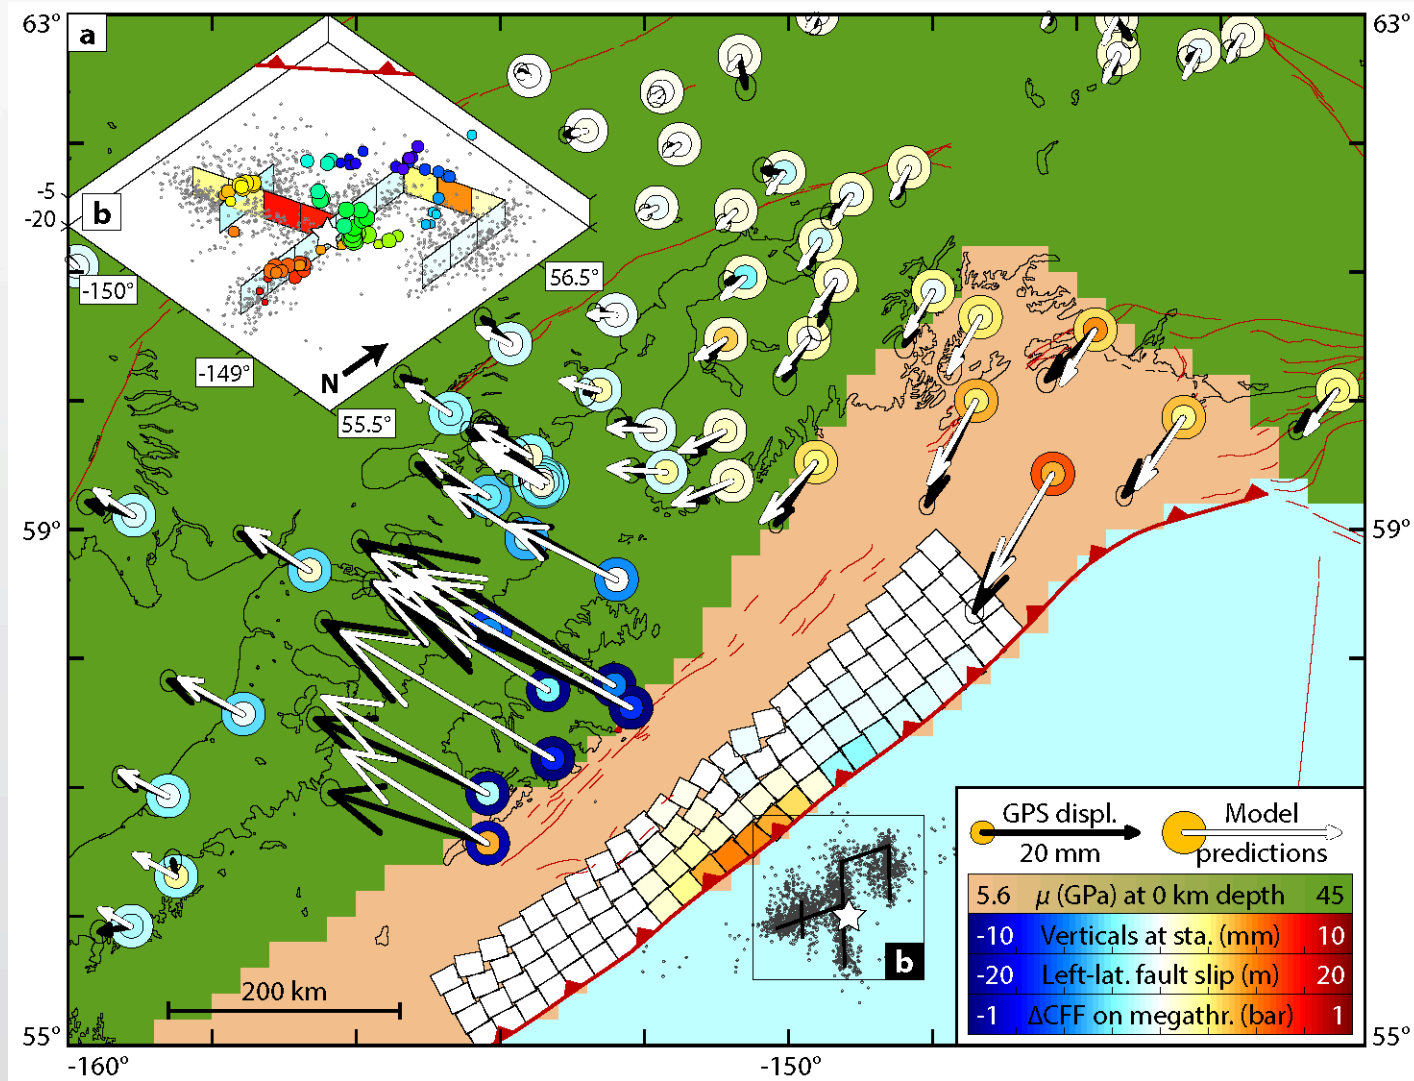 63°
63°
a
-5
-20
b
-150°
56.5°
-149°
N
55.5°
59°
59°
GPS displ.
20 mm
Model
predictions
5.6 μ (GPa) at 0 km depth 45
-10 Verticals at sta. (mm) 10
-20 Left-lat. fault slip (m) 20
-1 ΔCFF on megathr. (bar) 1
b
200 km
55°
55°
-160°
-150°